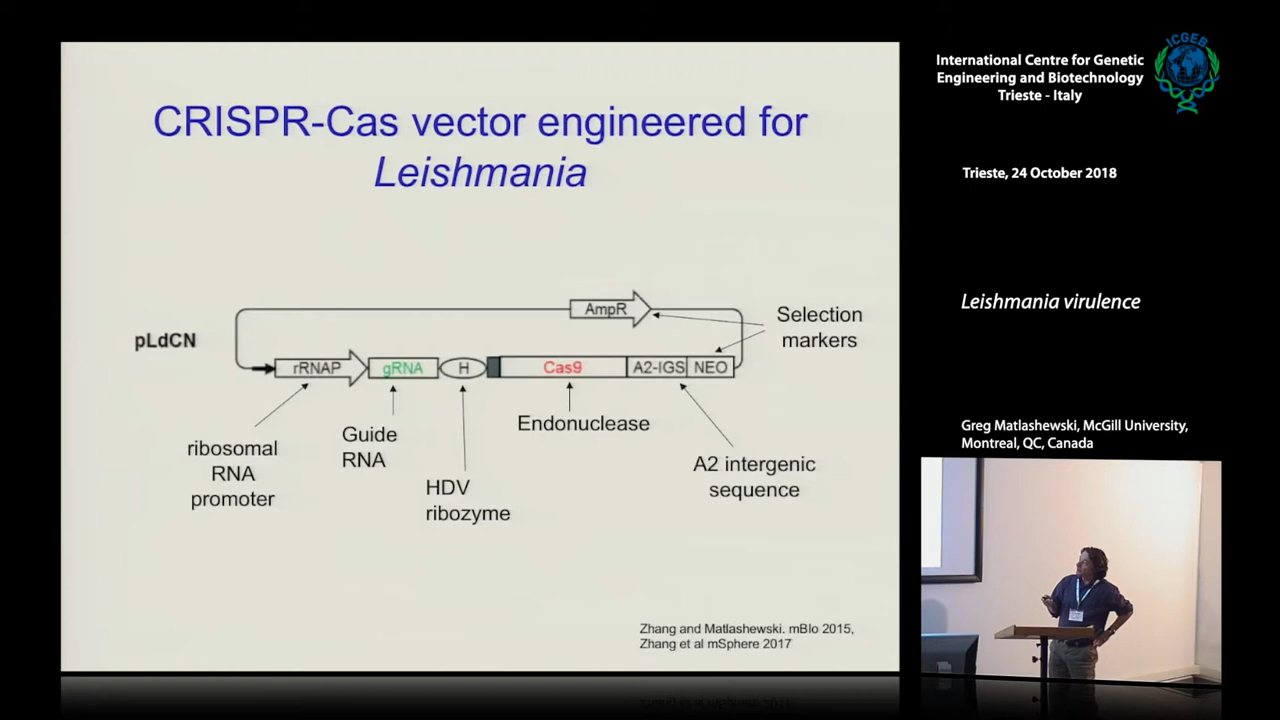 CRISPR-Cas vector engineered for
Leishmania
AmpR
Selection
markers
pLdCN
rRNAP
gRNA
H
Cas9
A2-IGS
NEO
ribosomal
RNA
promoter
Guide
RNA
HDV
ribozyme
Endonuclease
A2 intergenic
sequence
Zhang and Matlashewski. mBIo 2015,
Zhang et al mSphere 2017
International Centre for Genetic
Engineering and Biotechnology
Trieste - Italy
ICGEB
Trieste, 24 October 2018
Leishmania virulence
Greg Matlashewski, McGill University,
Montreal, QC, Canada